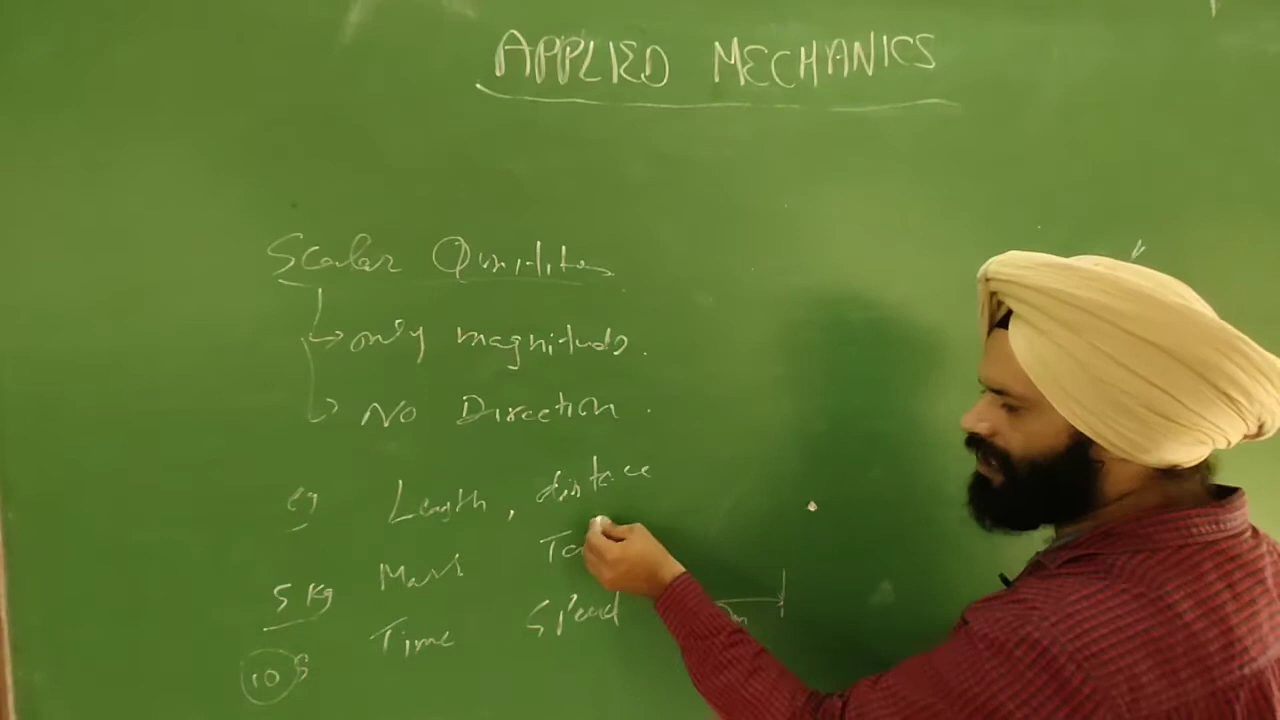 APPLIED MECHANICS
Scalar Quantities
only magnitude.
No Direction.
eg Length, distance
5 kg Mass
Time Speed
10 s
m